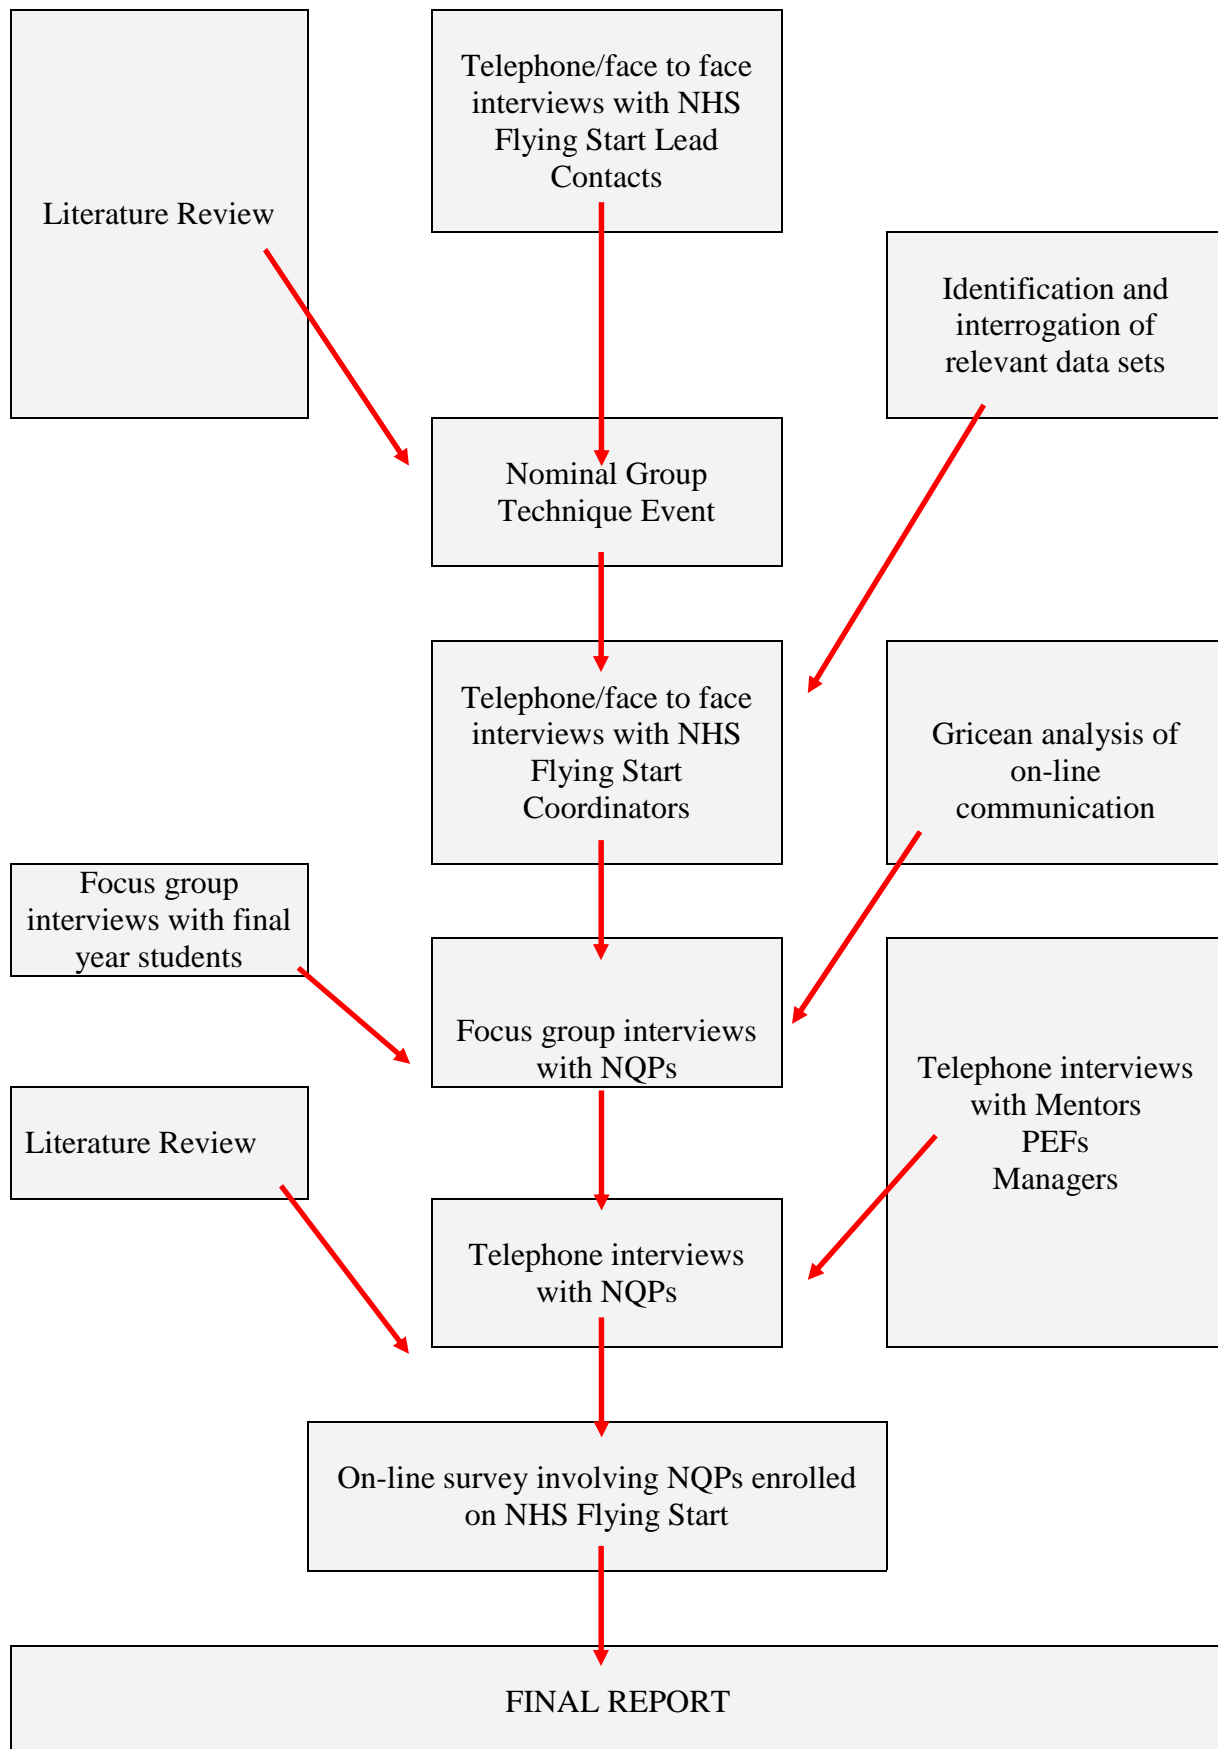 Telephone/face to face
interviews with NHS
Flying Start Lead
Contacts
Literature Review
Identification and
interrogation of
relevant data sets
Nominal Group
Technique Event
Telephone/face to face
interviews with NHS
Flying Start
Coordinators
Gricean analysis of
on-line
communication
Focus group
interviews with final
year students
Focus group interviews
with NQPs
Telephone interviews
with Mentors
PEFs
Managers
Literature Review
Telephone interviews
with NQPs
On-line survey involving NQPs enrolled
on NHS Flying Start
FINAL REPORT